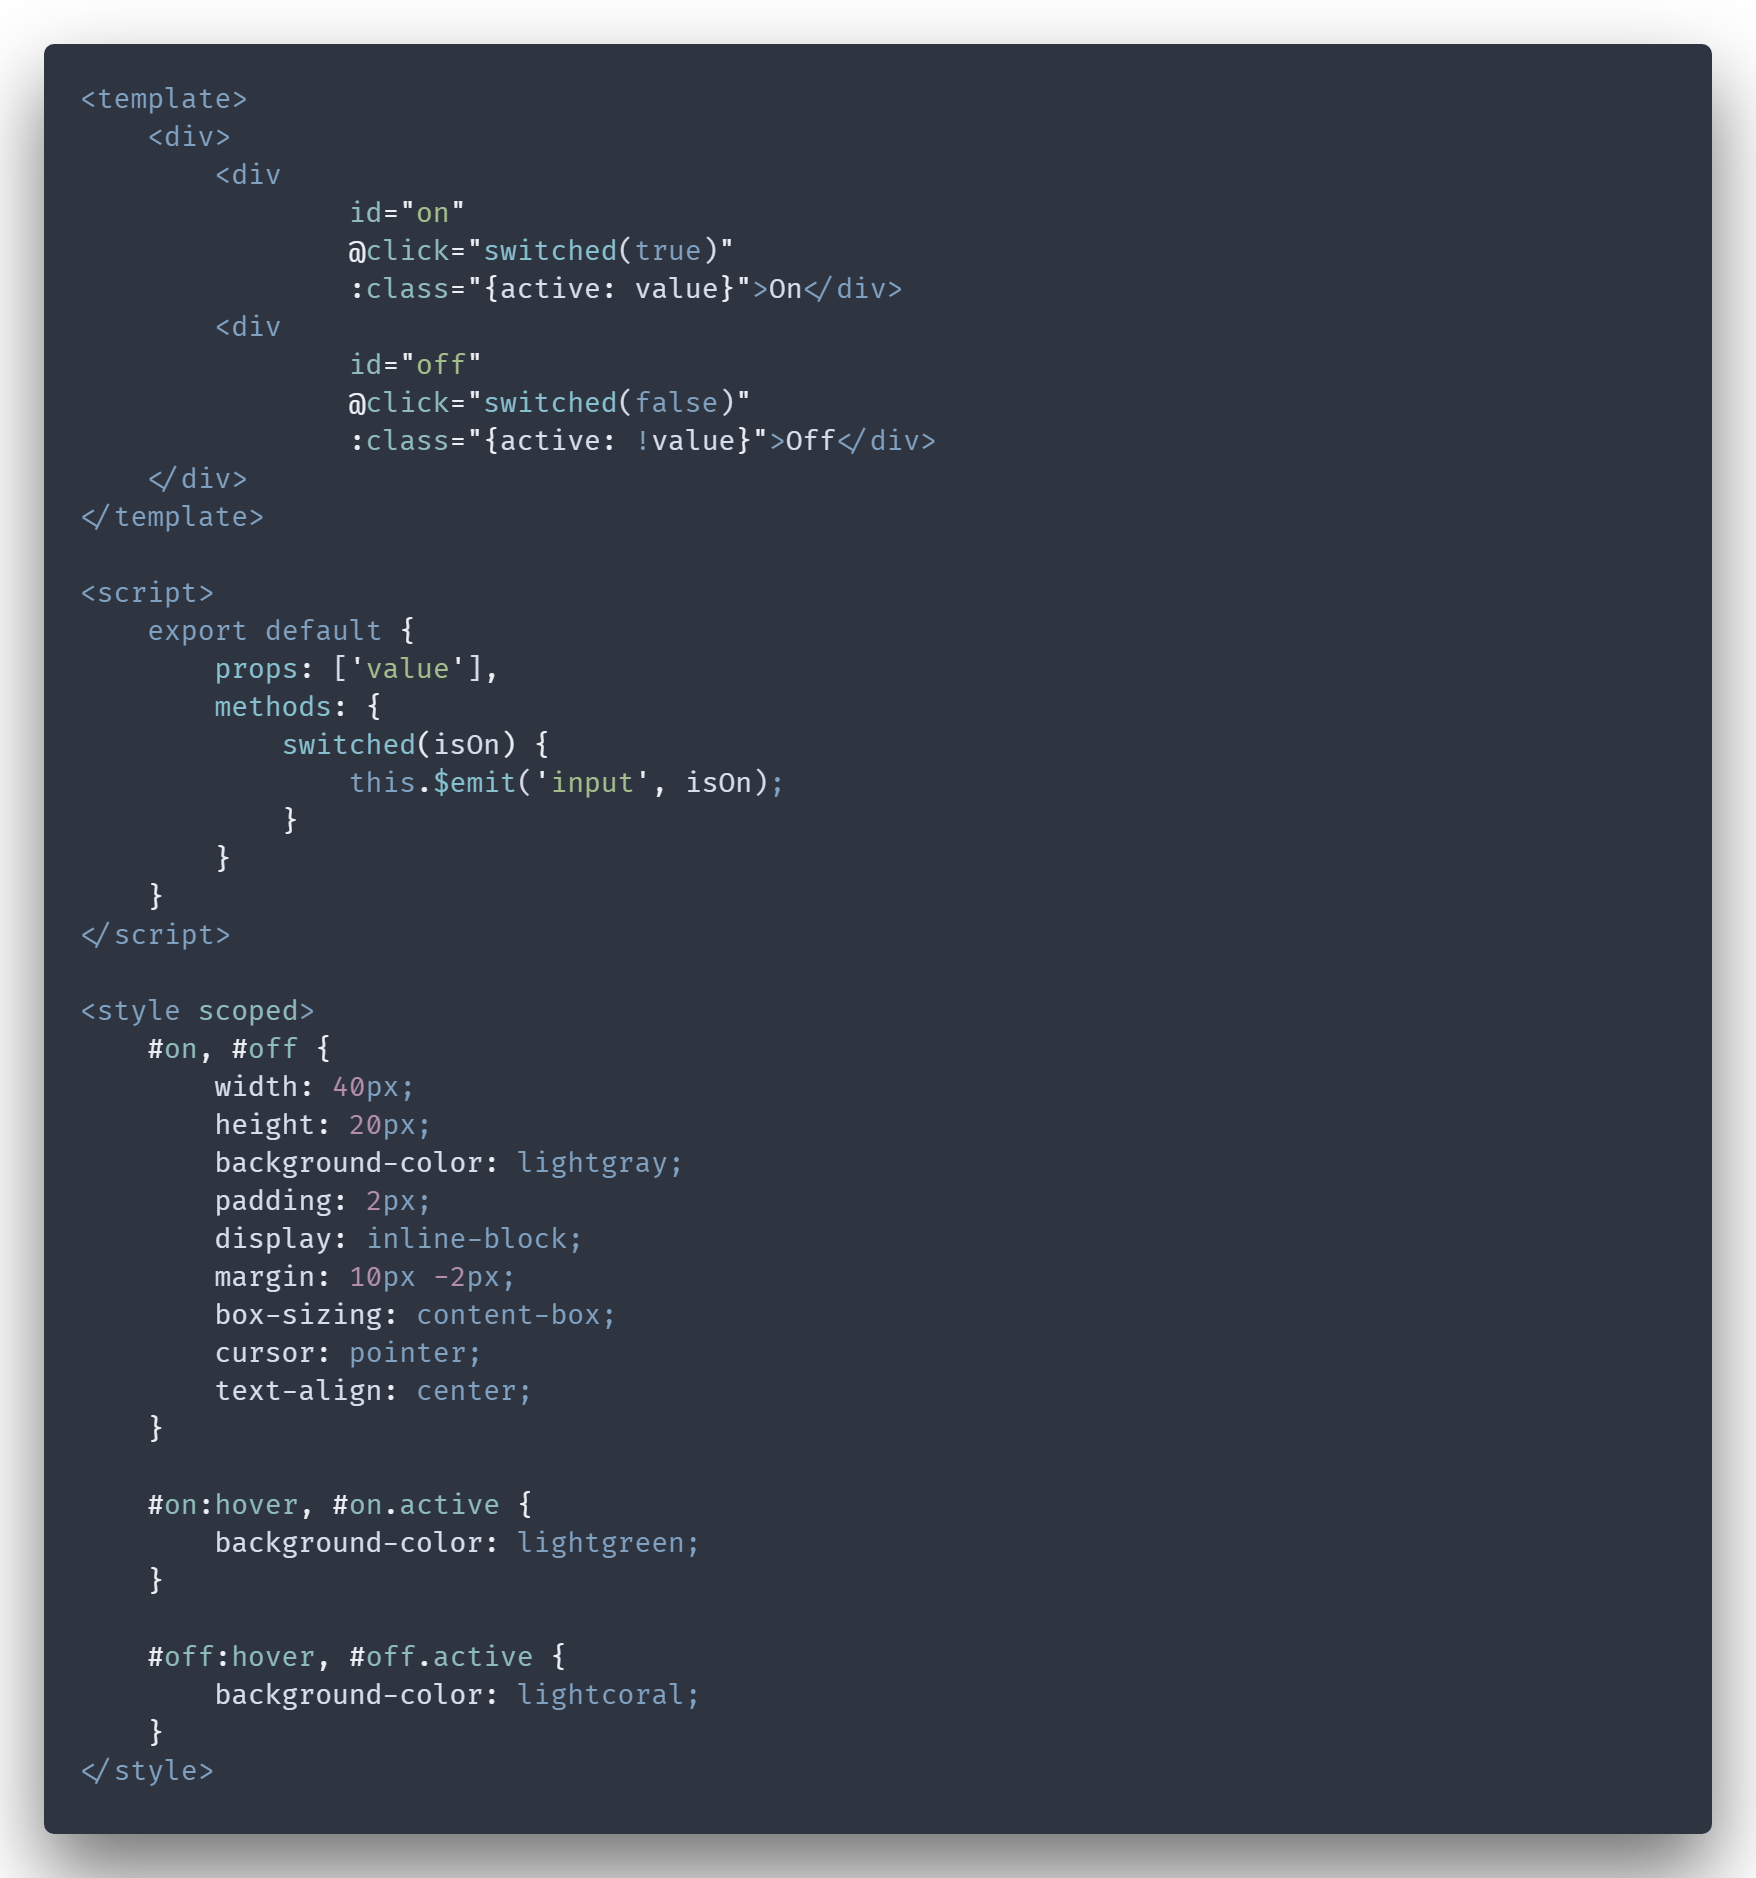 <template>
    <div>
        <div
                id="on"
                @click="switched(true)"
                :class="{active: value}">On</div>
        <div
                id="off"
                @click="switched(false)"
                :class="{active: !value}">Off</div>
    </div>
</template>

<script>
    export default {
        props: ['value'],
        methods: {
            switched(isOn) {
                this.$emit('input', isOn);
            }
        }
    }
</script>

<style scoped>
    #on, #off {
        width: 40px;
        height: 20px;
        background-color: lightgray;
        padding: 2px;
        display: inline-block;
        margin: 10px -2px;
        box-sizing: content-box;
        cursor: pointer;
        text-align: center;
    }

    #on:hover, #on.active {
        background-color: lightgreen;
    }

    #off:hover, #off.active {
        background-color: lightcoral;
    }
</style>